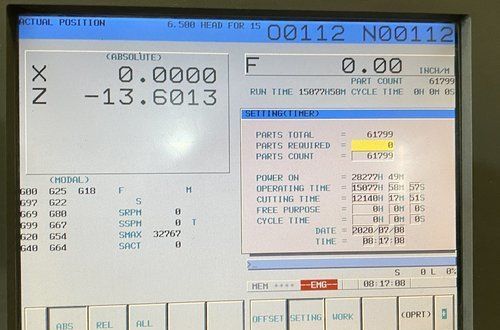 ACTUAL POSITION
6.500 HEAD FOR 15
O0112 N00112
(ABSOLUTE)
X 0.0000
Z -13.6013
F 0.00 INCH/M
PART COUNT 61799
RUN TIME 15077H58M CYCLE TIME 0H 0M 0S
SETTING(TIMER)
PARTS TOTAL = 61799
PARTS REQUIRED = 0
PARTS COUNT = 61799
POWER ON = 28277H 49M
OPERATING TIME = 15077H 58M 57S
CUTTING TIME = 12140H 17M 51S
FREE PURPOSE = 0H 0M 0S
CYCLE TIME = 0H 0M 0S
DATE = 2020/07/08
TIME = 08:17:08
(MODAL)
G00 G25 G18 F M
G97 G22 S
G69 G80 SRPM 0
G99 G67 SSPM 0 T
G20 G54 SMAX 32767
G40 G64 SACT 0
S 0 L 0%
MEM **** --EMG-- 08:17:08
ABS REL ALL
OFFSET SETING WORK (OPRT)